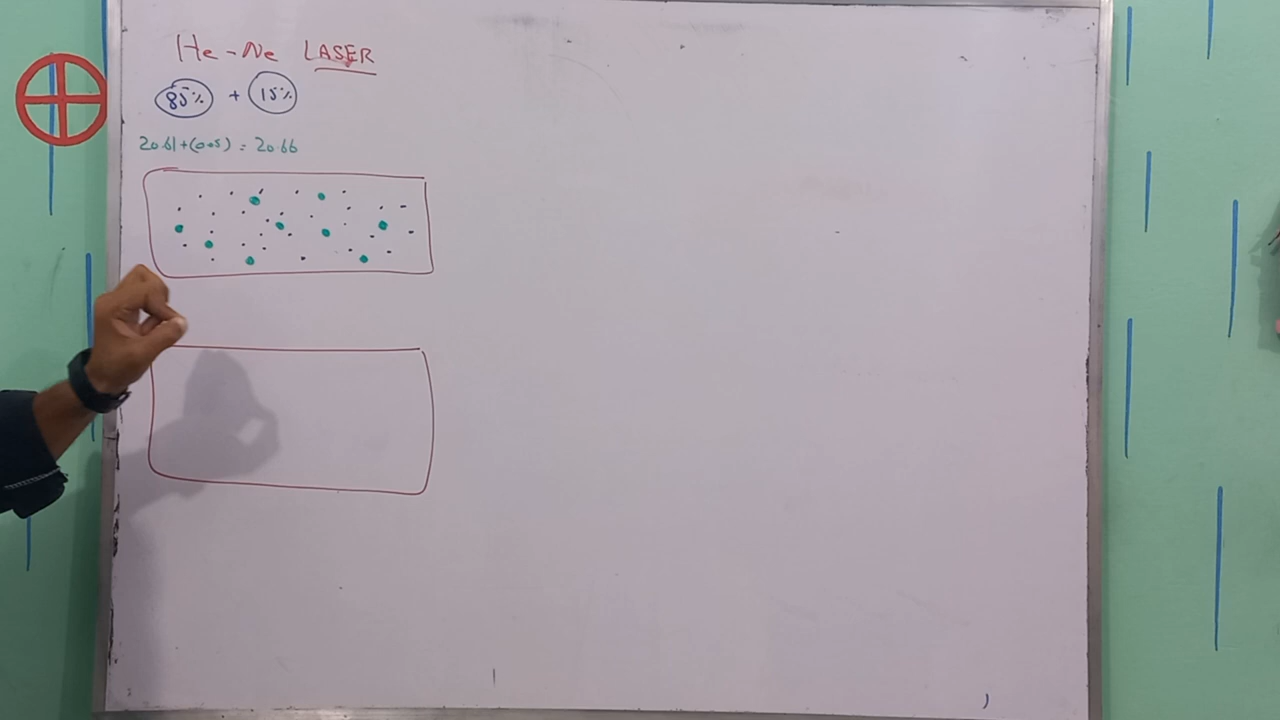 He-Ne LASER
85% + 15%
20.61+(0.05) = 20.66